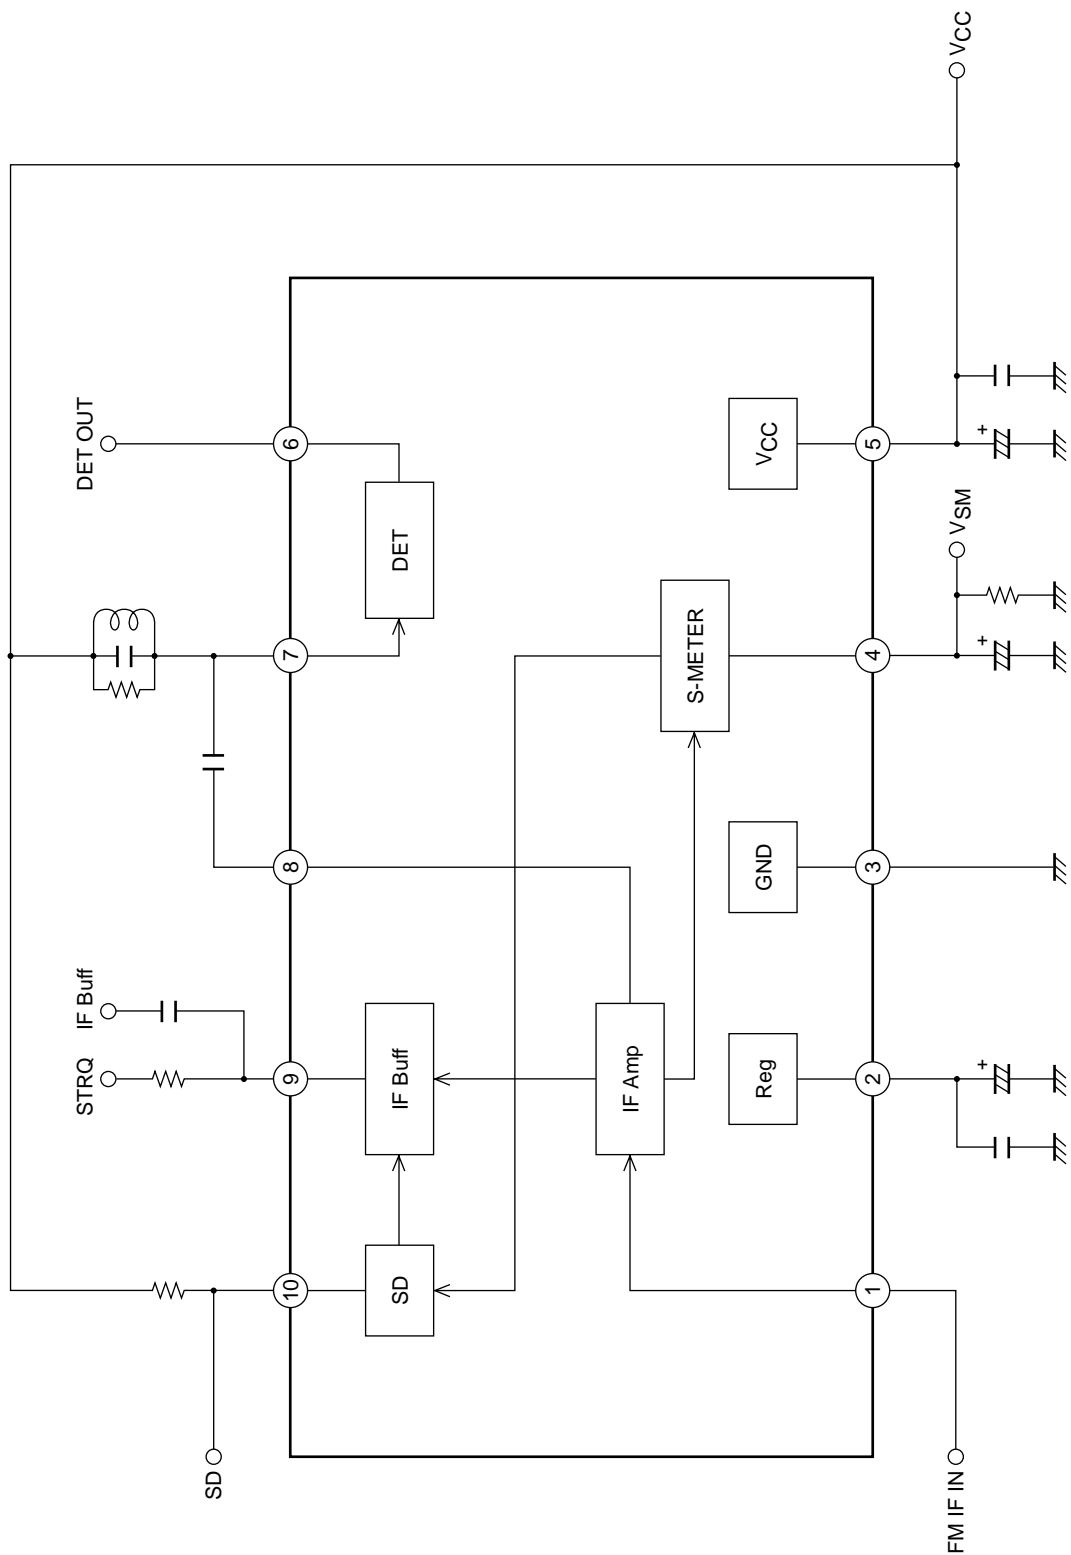 STRQ
IF Buff
DET OUT
SD
10
9
8
7
6
SD
IF Buff
DET
IF Amp
S-METER
Reg
GND
VCC
1
2
3
4
5
FM IF IN
+
+
VSM
+
VCC